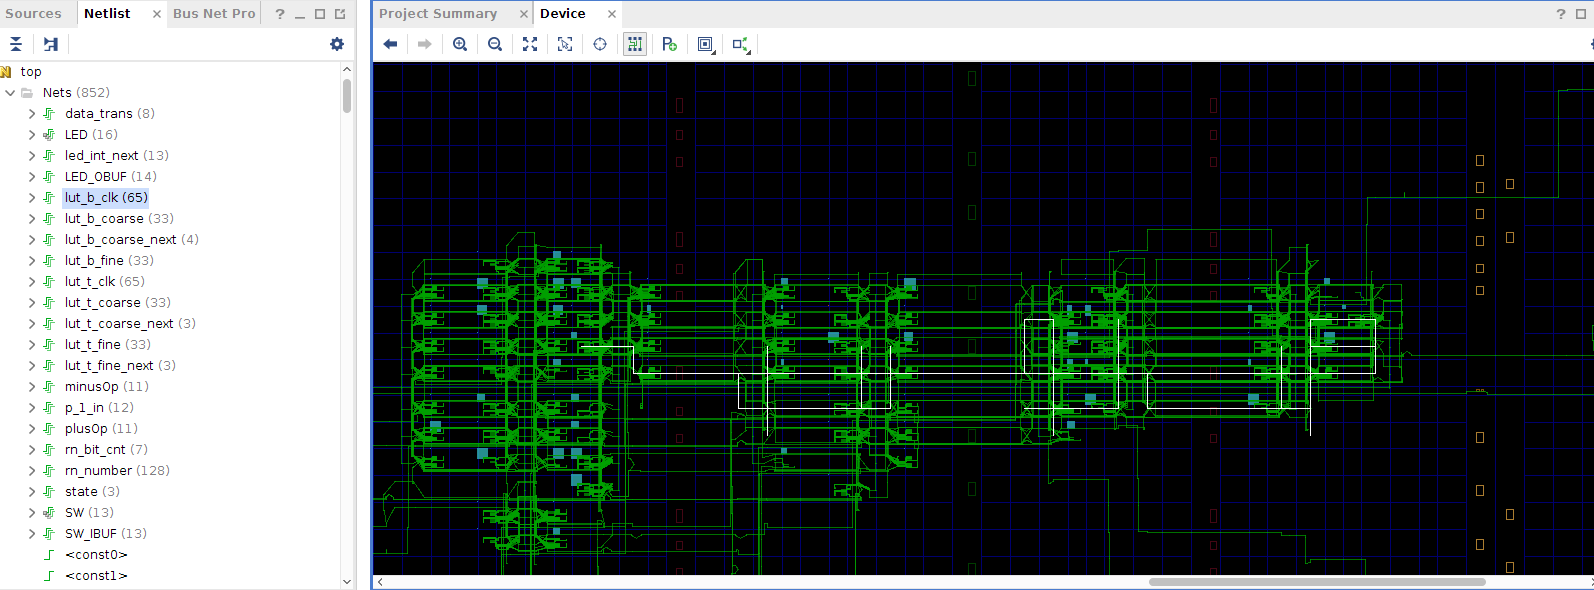 Sources
Netlist
Bus Net Pro
Project Summary
Device
top
Nets (852)
data_trans (8)
LED (16)
led_int_next (13)
LED_OBUF (14)
lut_b_clk (65)
lut_b_coarse (33)
lut_b_coarse_next (4)
lut_b_fine (33)
lut_t_clk (65)
lut_t_coarse (33)
lut_t_coarse_next (3)
lut_t_fine (33)
lut_t_fine_next (3)
minusOp (11)
p_1_in (12)
plusOp (11)
rn_bit_cnt (7)
rn_number (128)
state (3)
SW (13)
SW_IBUF (13)
<const0>
<const1>